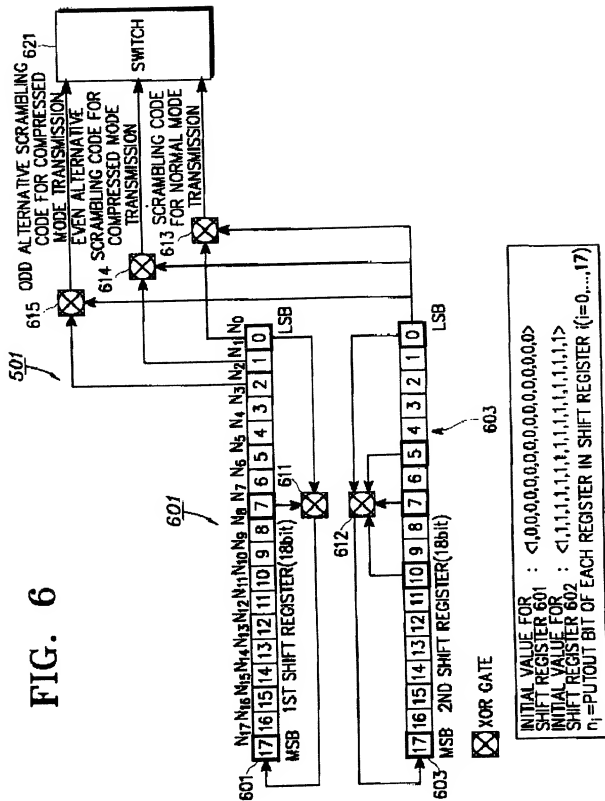 FIG. 6
501
601
N17 N16 N15 N14 N13 N12 N11 N10 N9 N8 N7 N6 N5 N4 N3 N2 N1 N0
601
17 16 15 14 13 12 11 10 9 8 7 6 5 4 3 2 1 0
MSB 1ST SHIFT REGISTER(18bit)
LSB
611
615
ODD ALTERNATIVE SCRAMBLING
CODE FOR COMPRESSED
MODE TRANSMISSION
614
EVEN ALTERNATIVE
SCRAMBLING CODE FOR
COMPRESSED MODE
TRANSMISSION
613
SCRAMBLING CODE
FOR NORMAL MODE
TRANSMISSION
621
SWITCH
612
17 16 15 14 13 12 11 10 9 8 7 6 5 4 3 2 1 0
603
MSB 2ND SHIFT REGISTER(18bit)
603
LSB
XOR GATE
INITIAL VALUE FOR
SHIFT REGISTER 601 : <1,0,0,0,0,0,0,0,0,0,0,0,0,0,0,0,0,0>
INITIAL VALUE FOR
SHIFT REGISTER 602 : <1,1,1,1,1,1,1,1,1,1,1,1,1,1,1,1,1,1>
ni =PUTOUT BIT OF EACH REGISTER IN SHIFT REGISTER i(i=0,...,17)